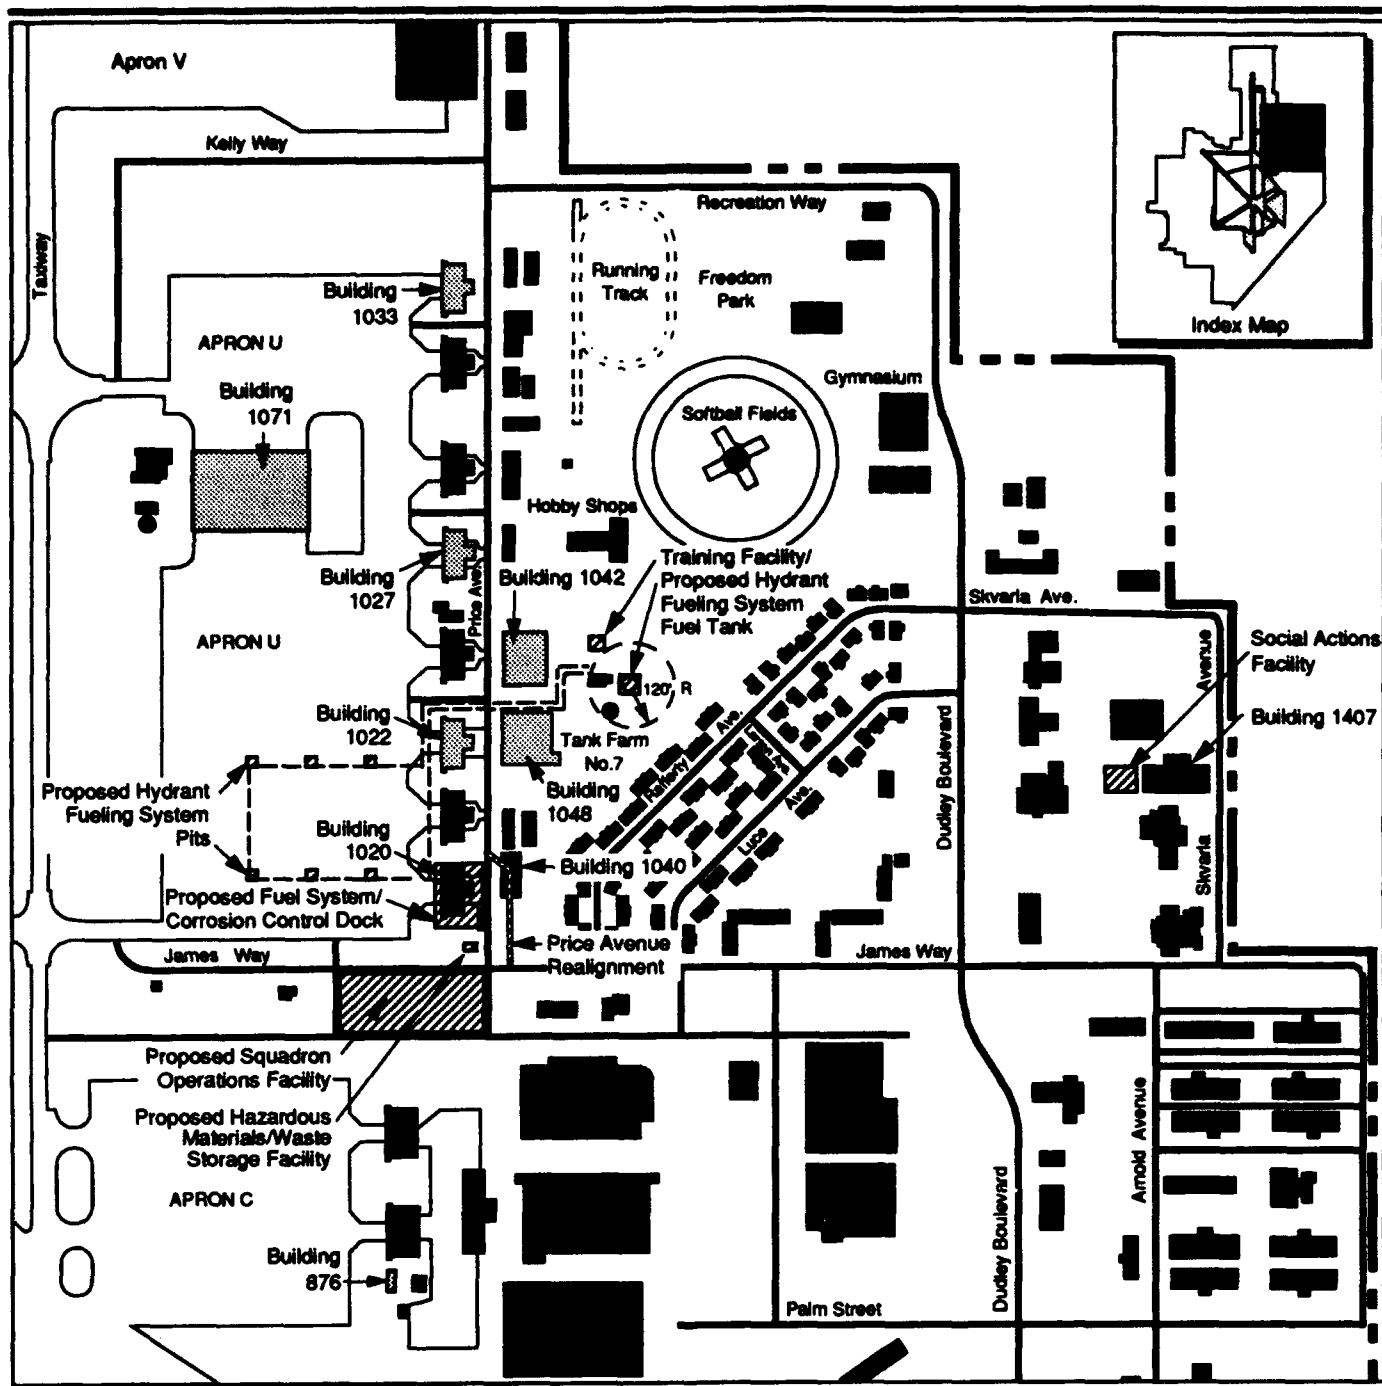 Apron V
Kelly Way
Taxiway
Index Map
Recreation Way
Running
Track
Freedom
Park
Building
1033
APRON U
Building
1071
Gymnasium
Softball Fields
Hobby Shops
Building
1027
Price Ave.
Building 1042
Training Facility/
Proposed Hydrant
Fueling System
Fuel Tank
Skvarla Ave.
APRON U
Avenue
Skvarla
Social Actions
Facility
120' R
Building
1022
Tank Farm
No.7
Rafferty Ave.
Dudley Boulevard
Building 1407
Proposed Hydrant
Fueling System
Pits
Building
1048
Luce Ave.
Building
1020
Building 1040
Proposed Fuel System/
Corrosion Control Dock
James Way
Price Avenue
Realignment
James Way
Proposed Squadron
Operations Facility
Proposed Hazardous
Materials/Waste
Storage Facility
APRON C
Arnold Avenue
Dudley Boulevard
Building
876
Palm Street